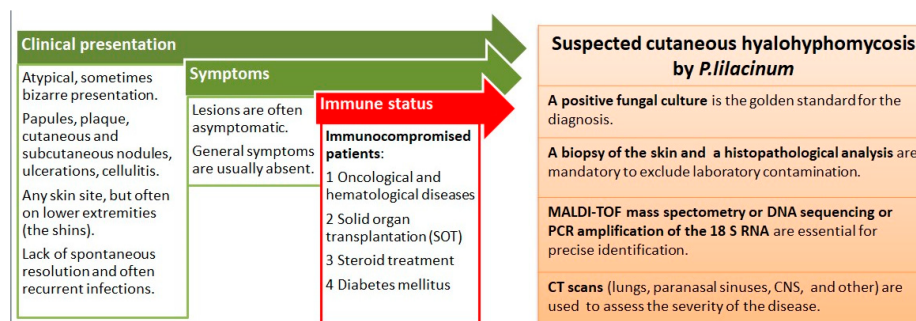 Clinical presentation
Atypical, sometimes
bizarre presentation.
Papules, plaque,
cutaneous and
subcutaneous nodules,
ulcerations, cellulitis.
Any skin site, but often
on lower extremities
(the shins).
Lack of spontaneous
resolution and often
recurrent infections.
Symptoms
Lesions are often
asymptomatic.
General symptoms
are usually absent.
Immune status
Immunocompromised
patients:
1 Oncological and
hematological diseases
2 Solid organ
transplantation (SOT)
3 Steroid treatment
4 Diabetes mellitus
Suspected cutaneous hyalohyphomycosis
by P.lilacinum
A positive fungal culture is the golden standard for the
diagnosis.
A biopsy of the skin and a histopathological analysis are
mandatory to exclude laboratory contamination.
MALDI-TOF mass spectometry or DNA sequencing or
PCR amplification of the 18 S RNA are essential for
precise identification.
CT scans (lungs, paranasal sinuses, CNS, and other) are
used to assess the severity of the disease.